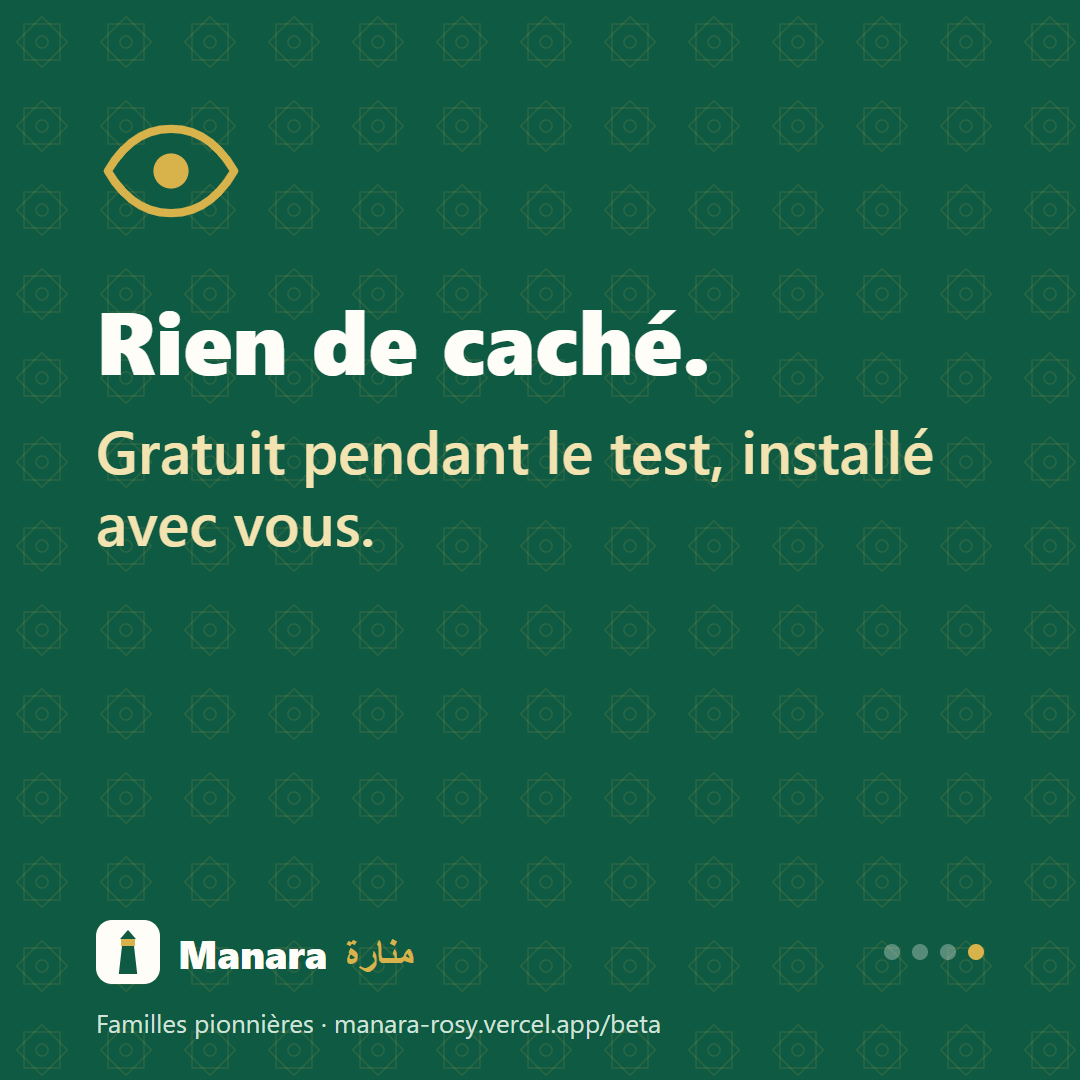 Rien de caché.
Gratuit pendant le test, installé
avec vous.
Manara منارة
Familles pionnières · manara-rosy.vercel.app/beta